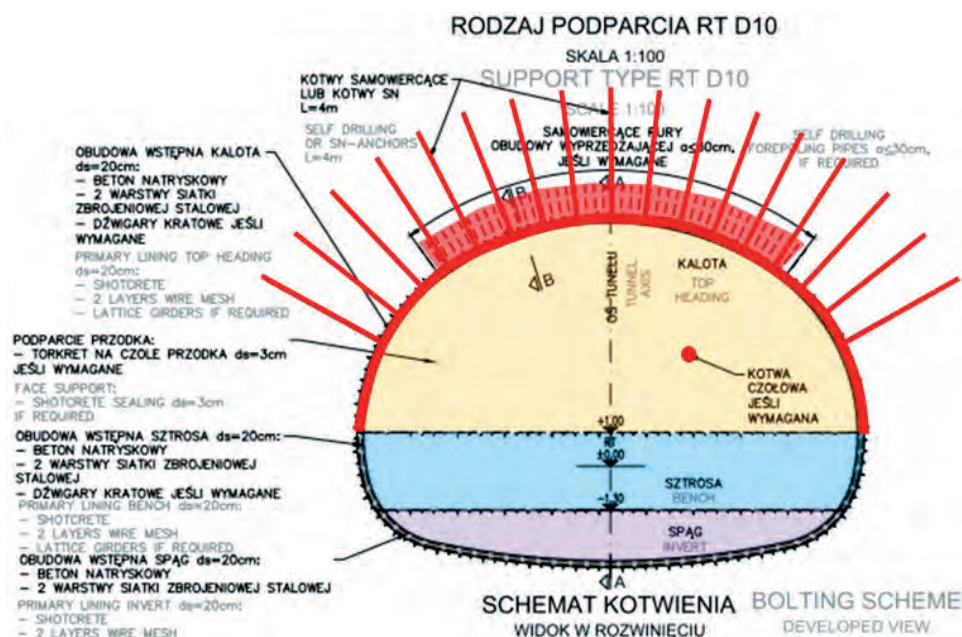 RODZAJ PODPARCIA RT D10
SKALA 1:100
SUPPORT TYPE RT D10
SCALE 1:100
KOTWY SAMOWIERCĄCE
LUB KOTWY SN
L=4m
SELF DRILLING
OR SN-ANCHORS
L=4m
SAMOWIERCĄCE RURY
OBUDOWY WYPRZEDZAJĄCEJ a≤30cm,
JEŚLI WYMAGANE
SELF DRILLING
FOREPOLING PIPES a≤30cm,
IF REQUIRED
OBUDOWA WSTĘPNA KALOTA
ds=20cm:
- BETON NATRYSKOWY
- 2 WARSTWY SIATKI
ZBROJENIOWEJ STALOWEJ
- DŹWIGARY KRATOWE JEŚLI
WYMAGANE
PRIMARY LINING TOP HEADING
ds=20cm:
- SHOTCRETE
- 2 LAYERS WIRE MESH
- LATTICE GIRDERS IF REQUIRED
B
A
B
OŚ TUNELU
TUNNEL
AXIS
KALOTA
TOP
HEADING
PODPARCIE PRZODKA:
- TORKRET NA CZOLE PRZODKA ds=3cm
JEŚLI WYMAGANE
FACE SUPPORT:
- SHOTCRETE SEALING ds=3cm
IF REQUIRED
KOTWA
CZOŁOWA
JEŚLI
WYMAGANA
OBUDOWA WSTĘPNA SZTROSA ds=20cm:
- BETON NATRYSKOWY
- 2 WARSTWY SIATKI ZBROJENIOWEJ
STALOWEJ
- DŹWIGARY KRATOWE JEŚLI WYMAGANE
PRIMARY LINING BENCH ds=20cm:
- SHOTCRETE
- 2 LAYERS WIRE MESH
- LATTICE GIRDERS IF REQUIRED
+1.00
RT
±0.00
-1.30
SZTROSA
BENCH
SPĄG
INVERT
OBUDOWA WSTĘPNA SPĄG ds=20cm:
- BETON NATRYSKOWY
- 2 WARSTWY SIATKI ZBROJENIOWEJ STALOWEJ
PRIMARY LINING INVERT ds=20cm:
- SHOTCRETE
- 2 LAYERS WIRE MESH
A
SCHEMAT KOTWIENIA
WIDOK W ROZWINIĘCIU
BOLTING SCHEME
DEVELOPED VIEW